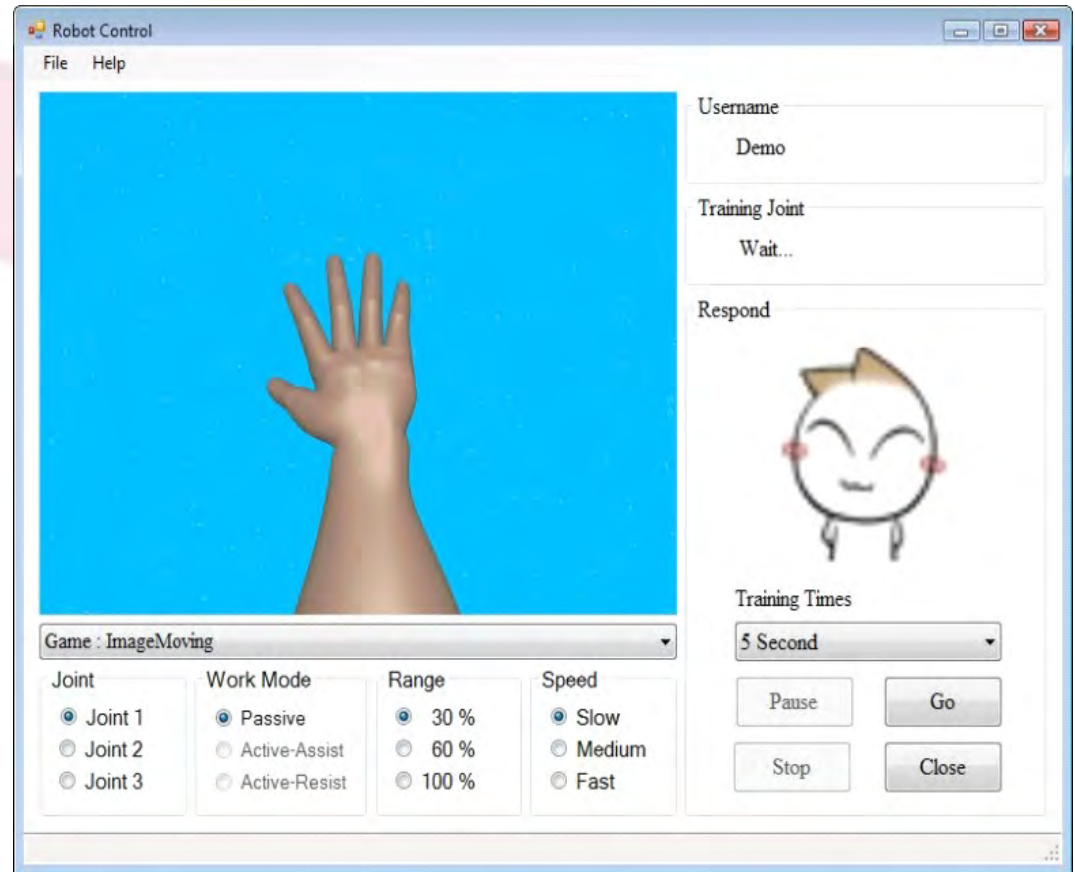 Robot Control
File Help
Username
Demo
Training Joint
Wait...
Respond
Training Times
5 Second
Pause Go
Stop Close
Game : ImageMoving
Joint
Joint 1
Joint 2
Joint 3
Work Mode
Passive
Active-Assist
Active-Resist
Range
30 %
60 %
100 %
Speed
Slow
Medium
Fast